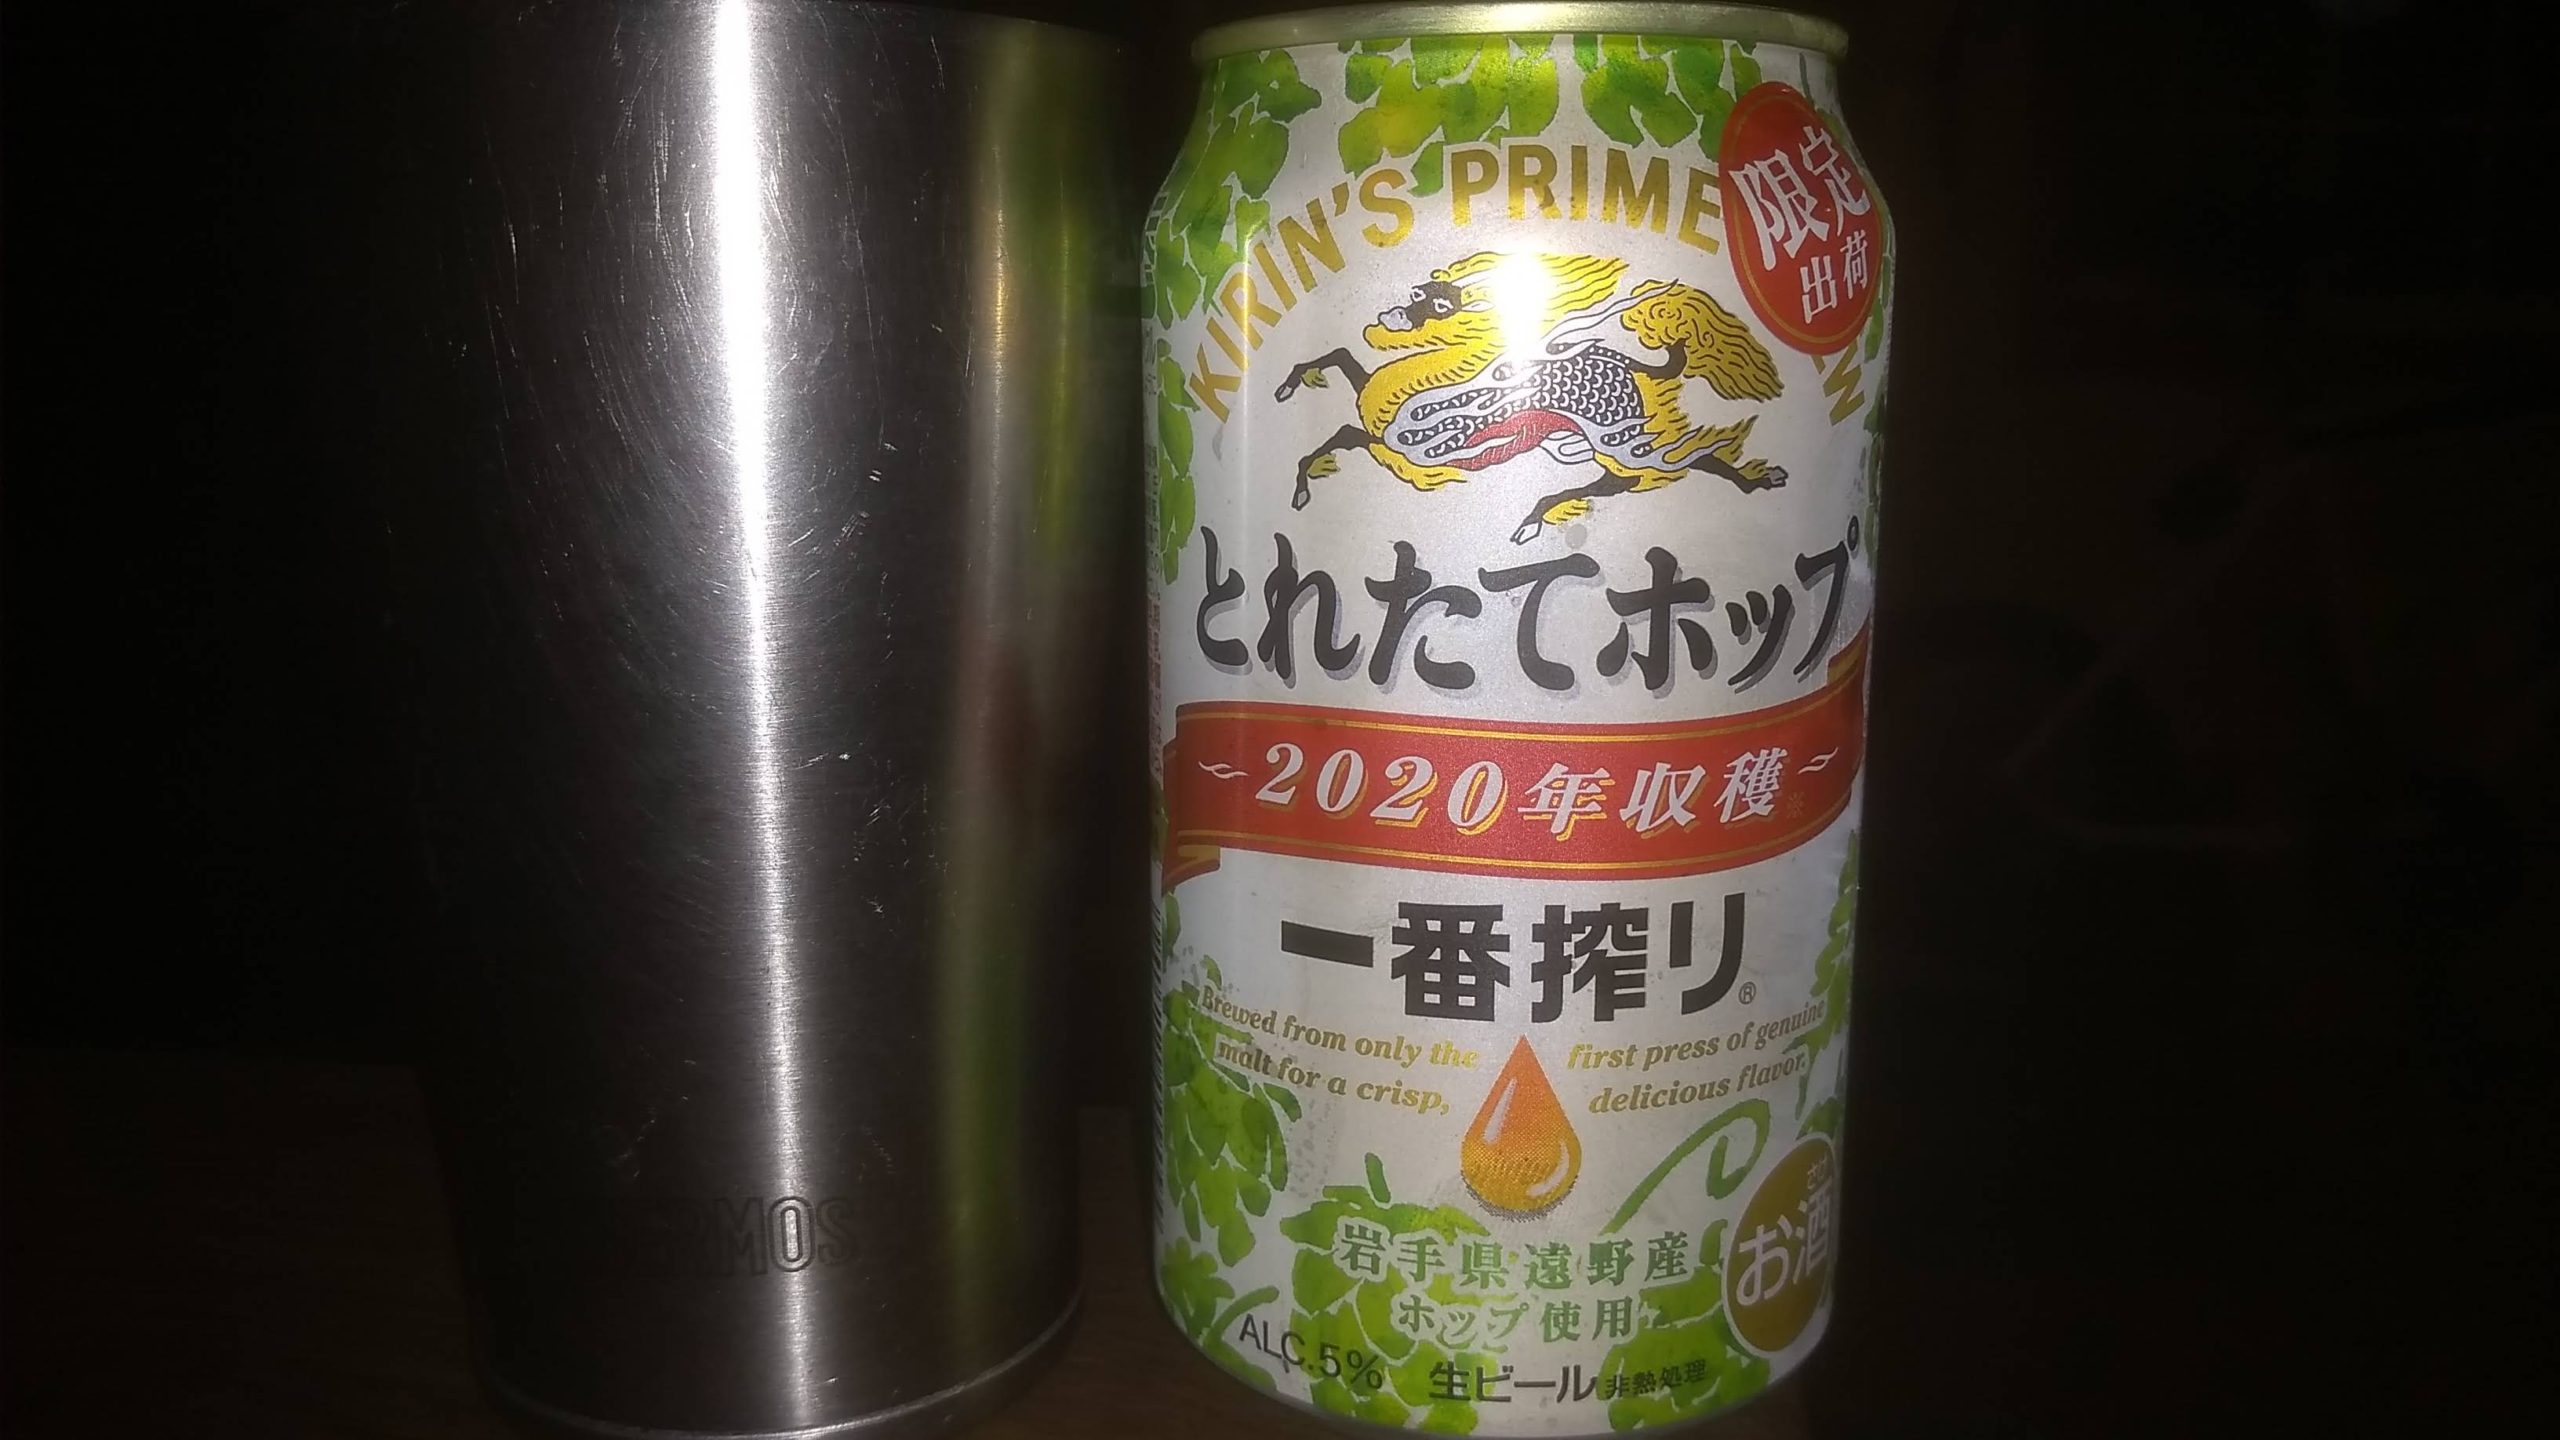 KIRIN'S PRIME
限定
出荷
とれたてホップ
~2020年収穫~※
一番搾り®
Brewed from only the first press of genuine
malt for a crisp, delicious flavor.
岩手県遠野産
ホップ使用
さけ
お酒
ALC.5% 生ビール 非熱処理